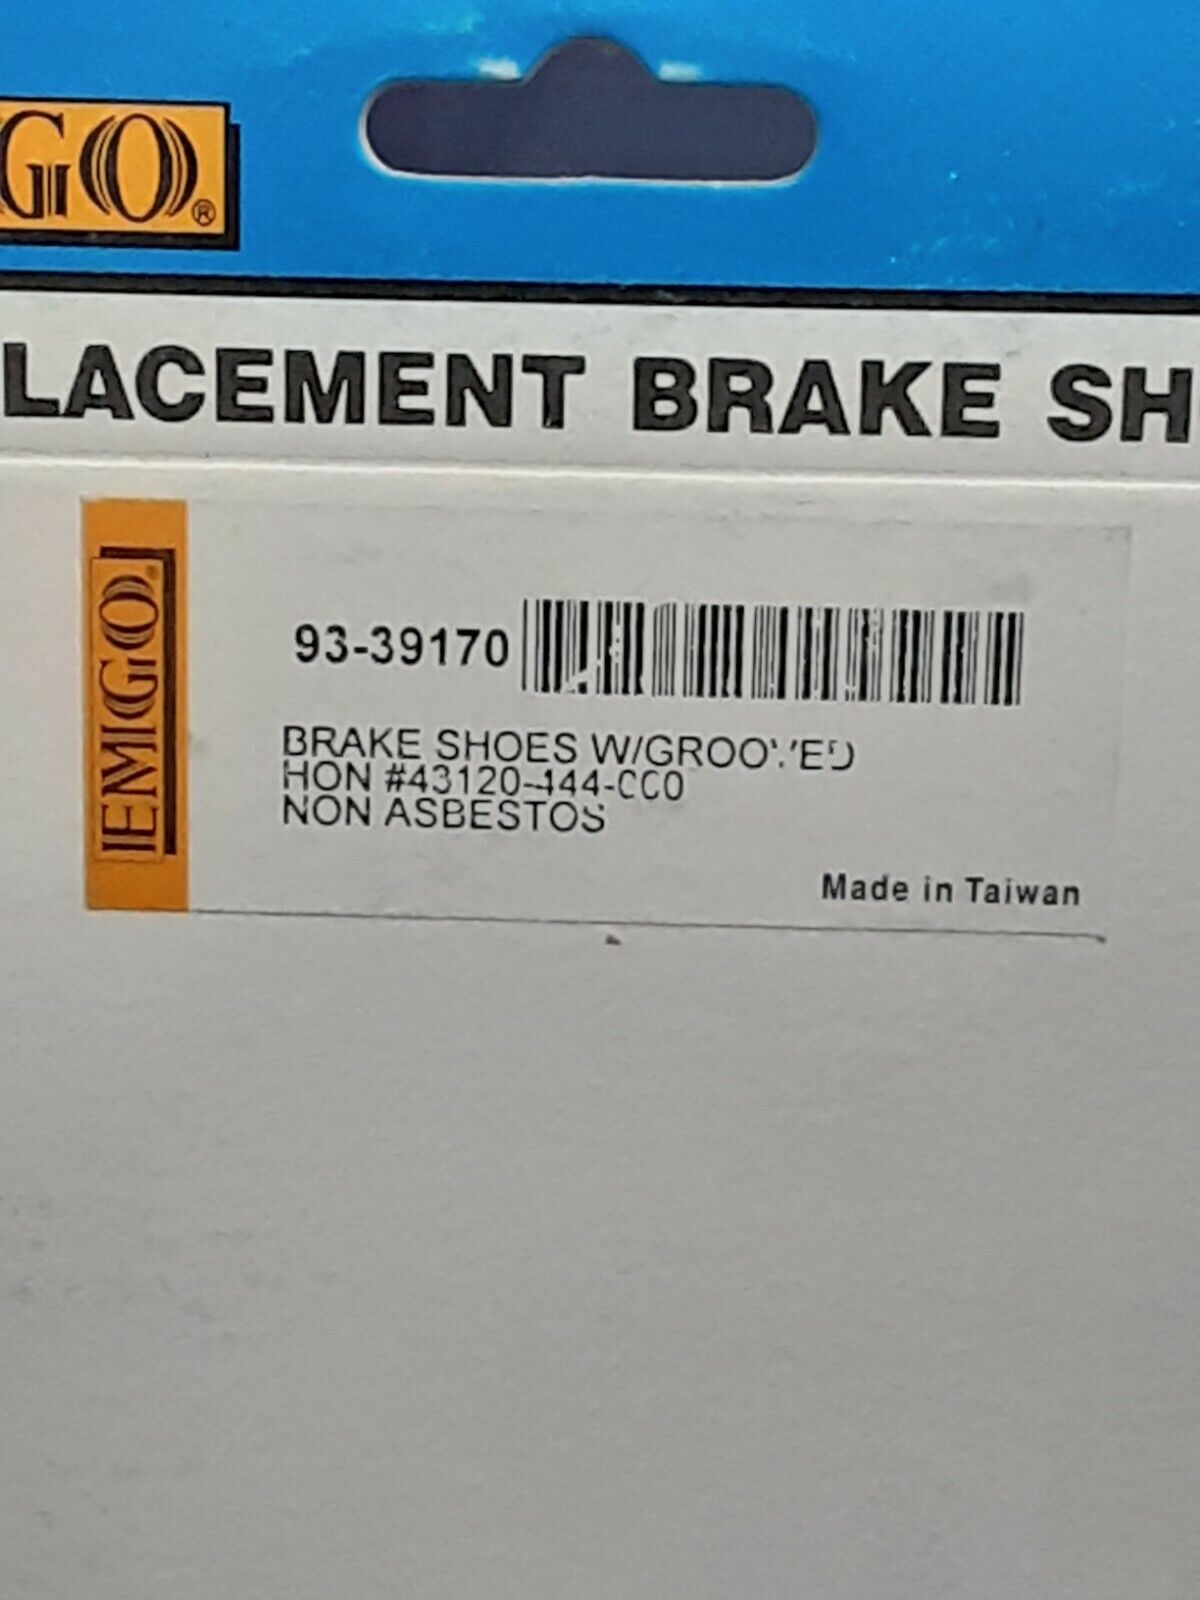 GO®
LACEMENT BRAKE SH
EMGO®
93-39170
BRAKE SHOES W/GROOVED
HON #43120-444-000
NON ASBESTOS
Made in Taiwan